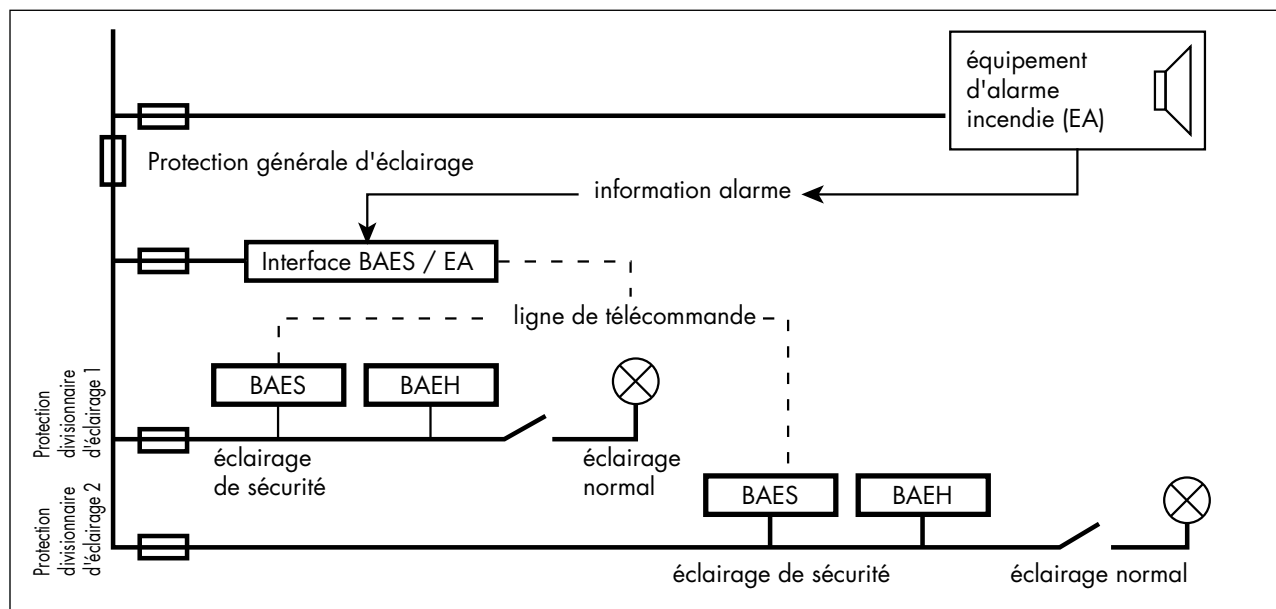 équipement
d'alarme
incendie (EA)
Protection générale d'éclairage
information alarme
Interface BAES / EA
ligne de télécommande
BAES
BAEH
Protection
divisionnaire
d'éclairage 1
éclairage
de sécurité
éclairage
normal
BAES
BAEH
Protection
divisionnaire
d'éclairage 2
éclairage de sécurité
éclairage normal